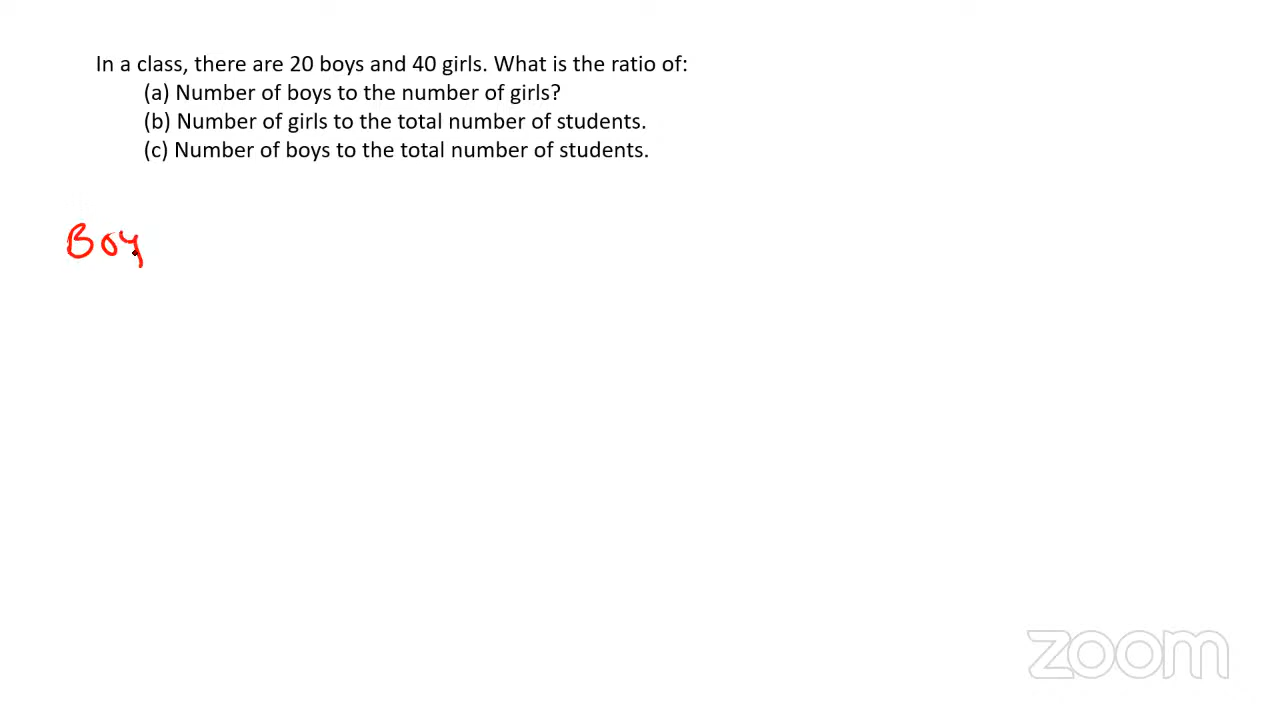 In a class, there are 20 boys and 40 girls. What is the ratio of:
(a) Number of boys to the number of girls?
(b) Number of girls to the total number of students.
(c) Number of boys to the total number of students.
Boy
zoom